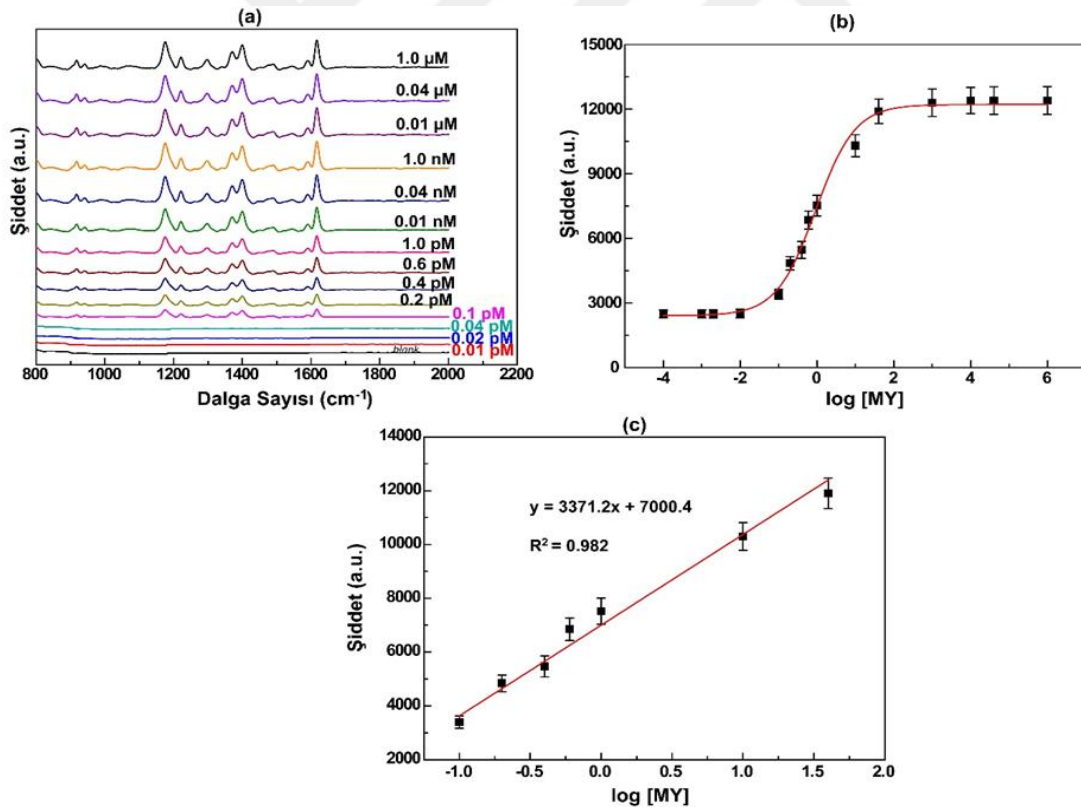 (a)
Şiddet (a.u.)
1.0 µM
0.04 µM
0.01 µM
1.0 nM
0.04 nM
0.01 nM
1.0 pM
0.6 pM
0.4 pM
0.2 pM
0.1 pM
0.04 pM
0.02 pM
blank
0.01 pM
800 1000 1200 1400 1600 1800 2000 2200
Dalga Sayısı (cm⁻¹)
(b)
Şiddet (a.u.)
15000
12000
9000
6000
3000
0
-4 -2 0 2 4 6
log [MY]
(c)
Şiddet (a.u.)
14000
12000
10000
8000
6000
4000
2000
y = 3371.2x + 7000.4
R² = 0.982
-1.0 -0.5 0.0 0.5 1.0 1.5 2.0
log [MY]